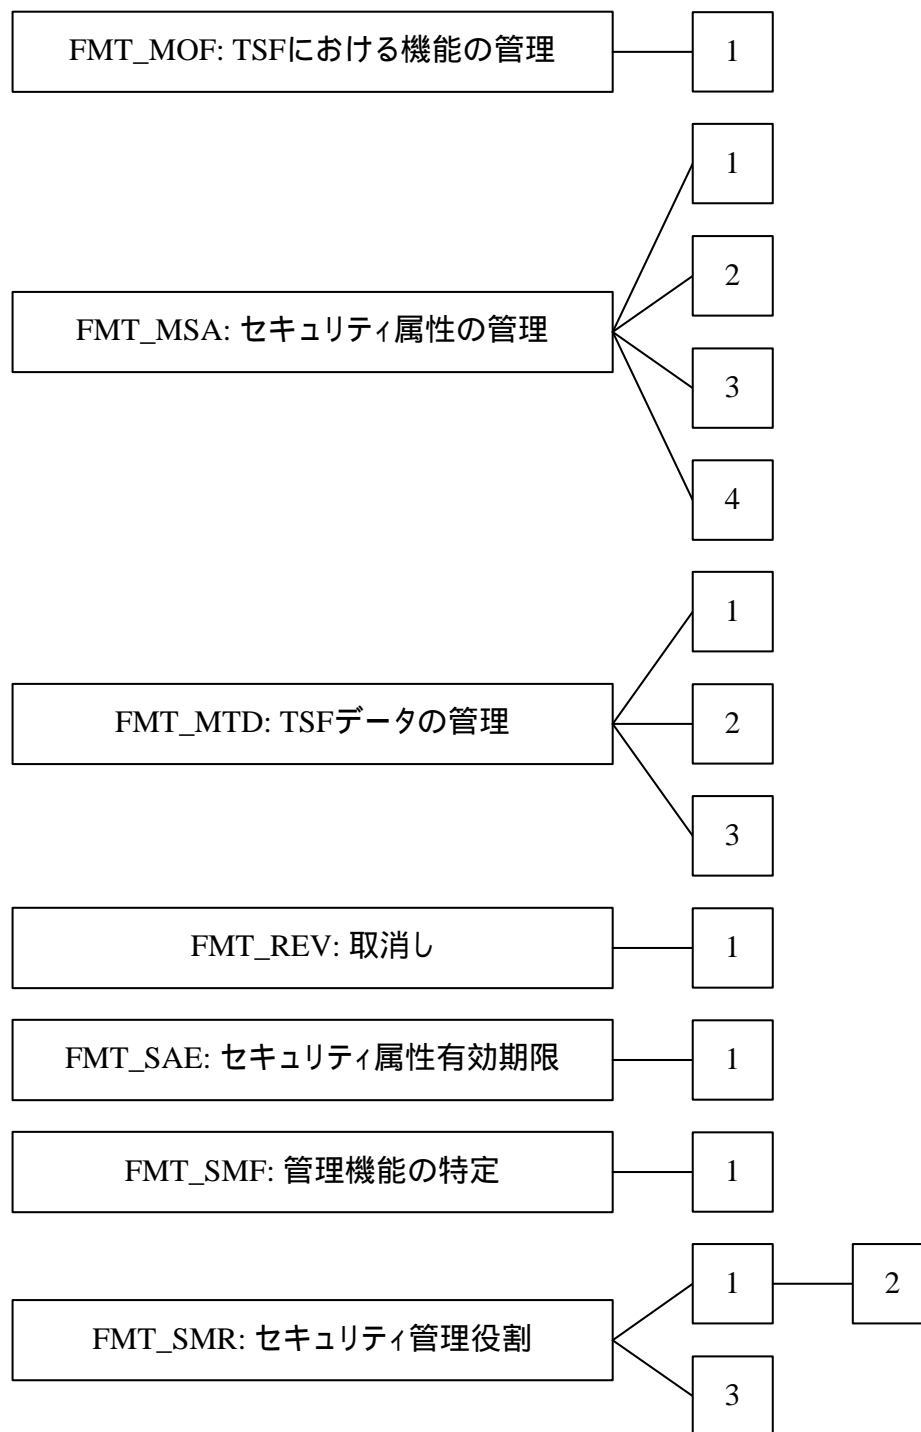 FMT_MOF: TSFにおける機能の管理
1
1
2
FMT_MSA: セキュリティ属性の管理
3
4
1
FMT_MTD: TSFデータの管理
2
3
FMT_REV: 取消し
1
FMT_SAE: セキュリティ属性有効期限
1
FMT_SMF: 管理機能の特定
1
1
2
FMT_SMR: セキュリティ管理役割
3